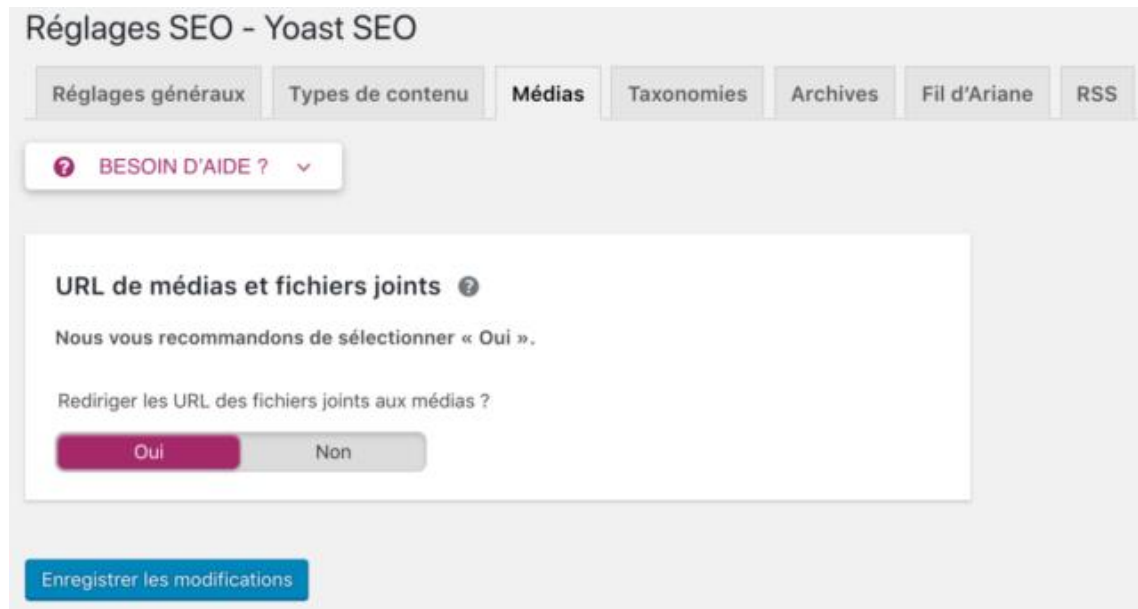 Réglages SEO - Yoast SEO
Réglages généraux Types de contenu Médias Taxonomies Archives Fil d'Ariane RSS
BESOIN D'AIDE ?
URL de médias et fichiers joints
Nous vous recommandons de sélectionner « Oui ».
Rediriger les URL des fichiers joints aux médias ?
Oui Non
Enregistrer les modifications